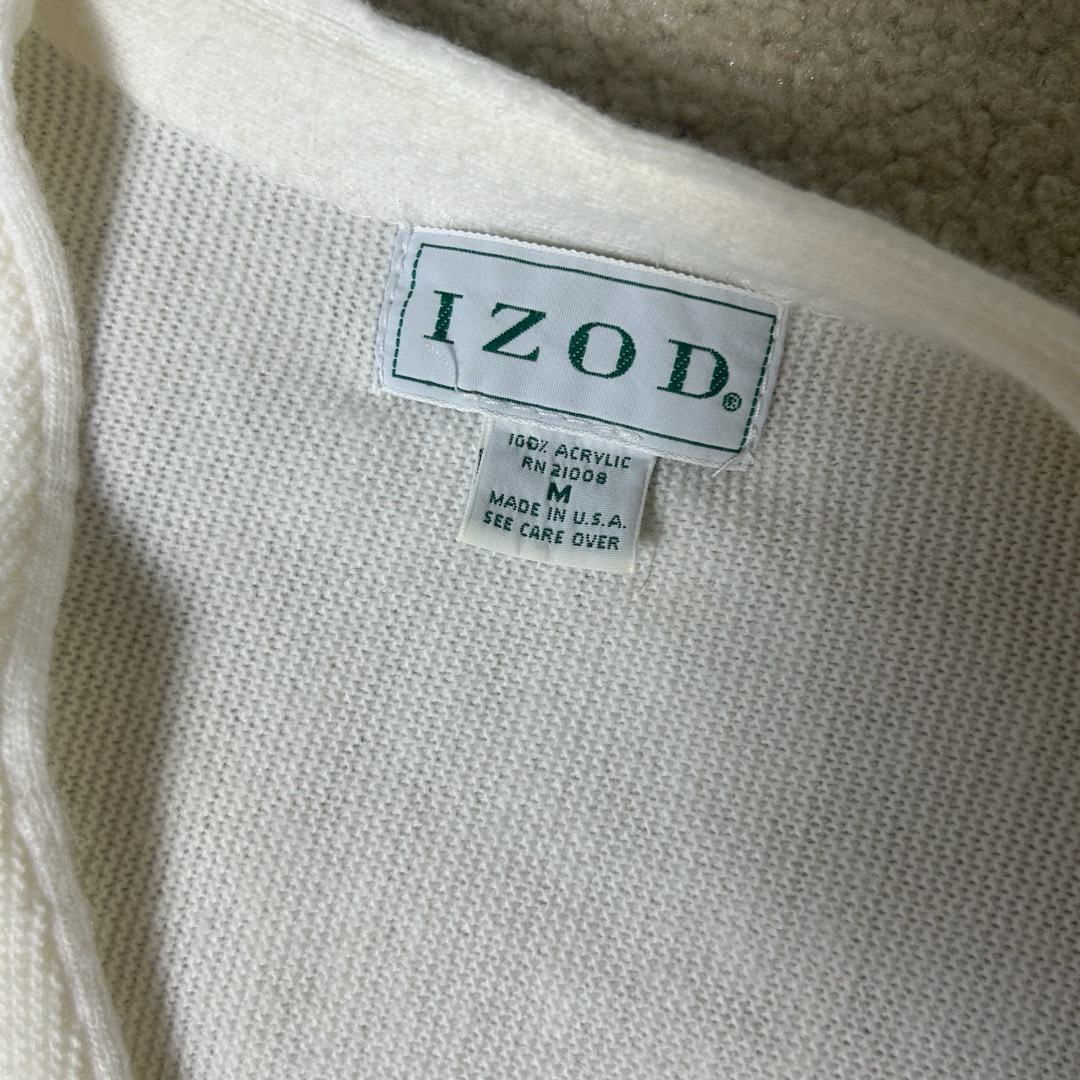 IZOD®
100% ACRYLIC
RN 21008
M
MADE IN U.S.A.
SEE CARE OVER